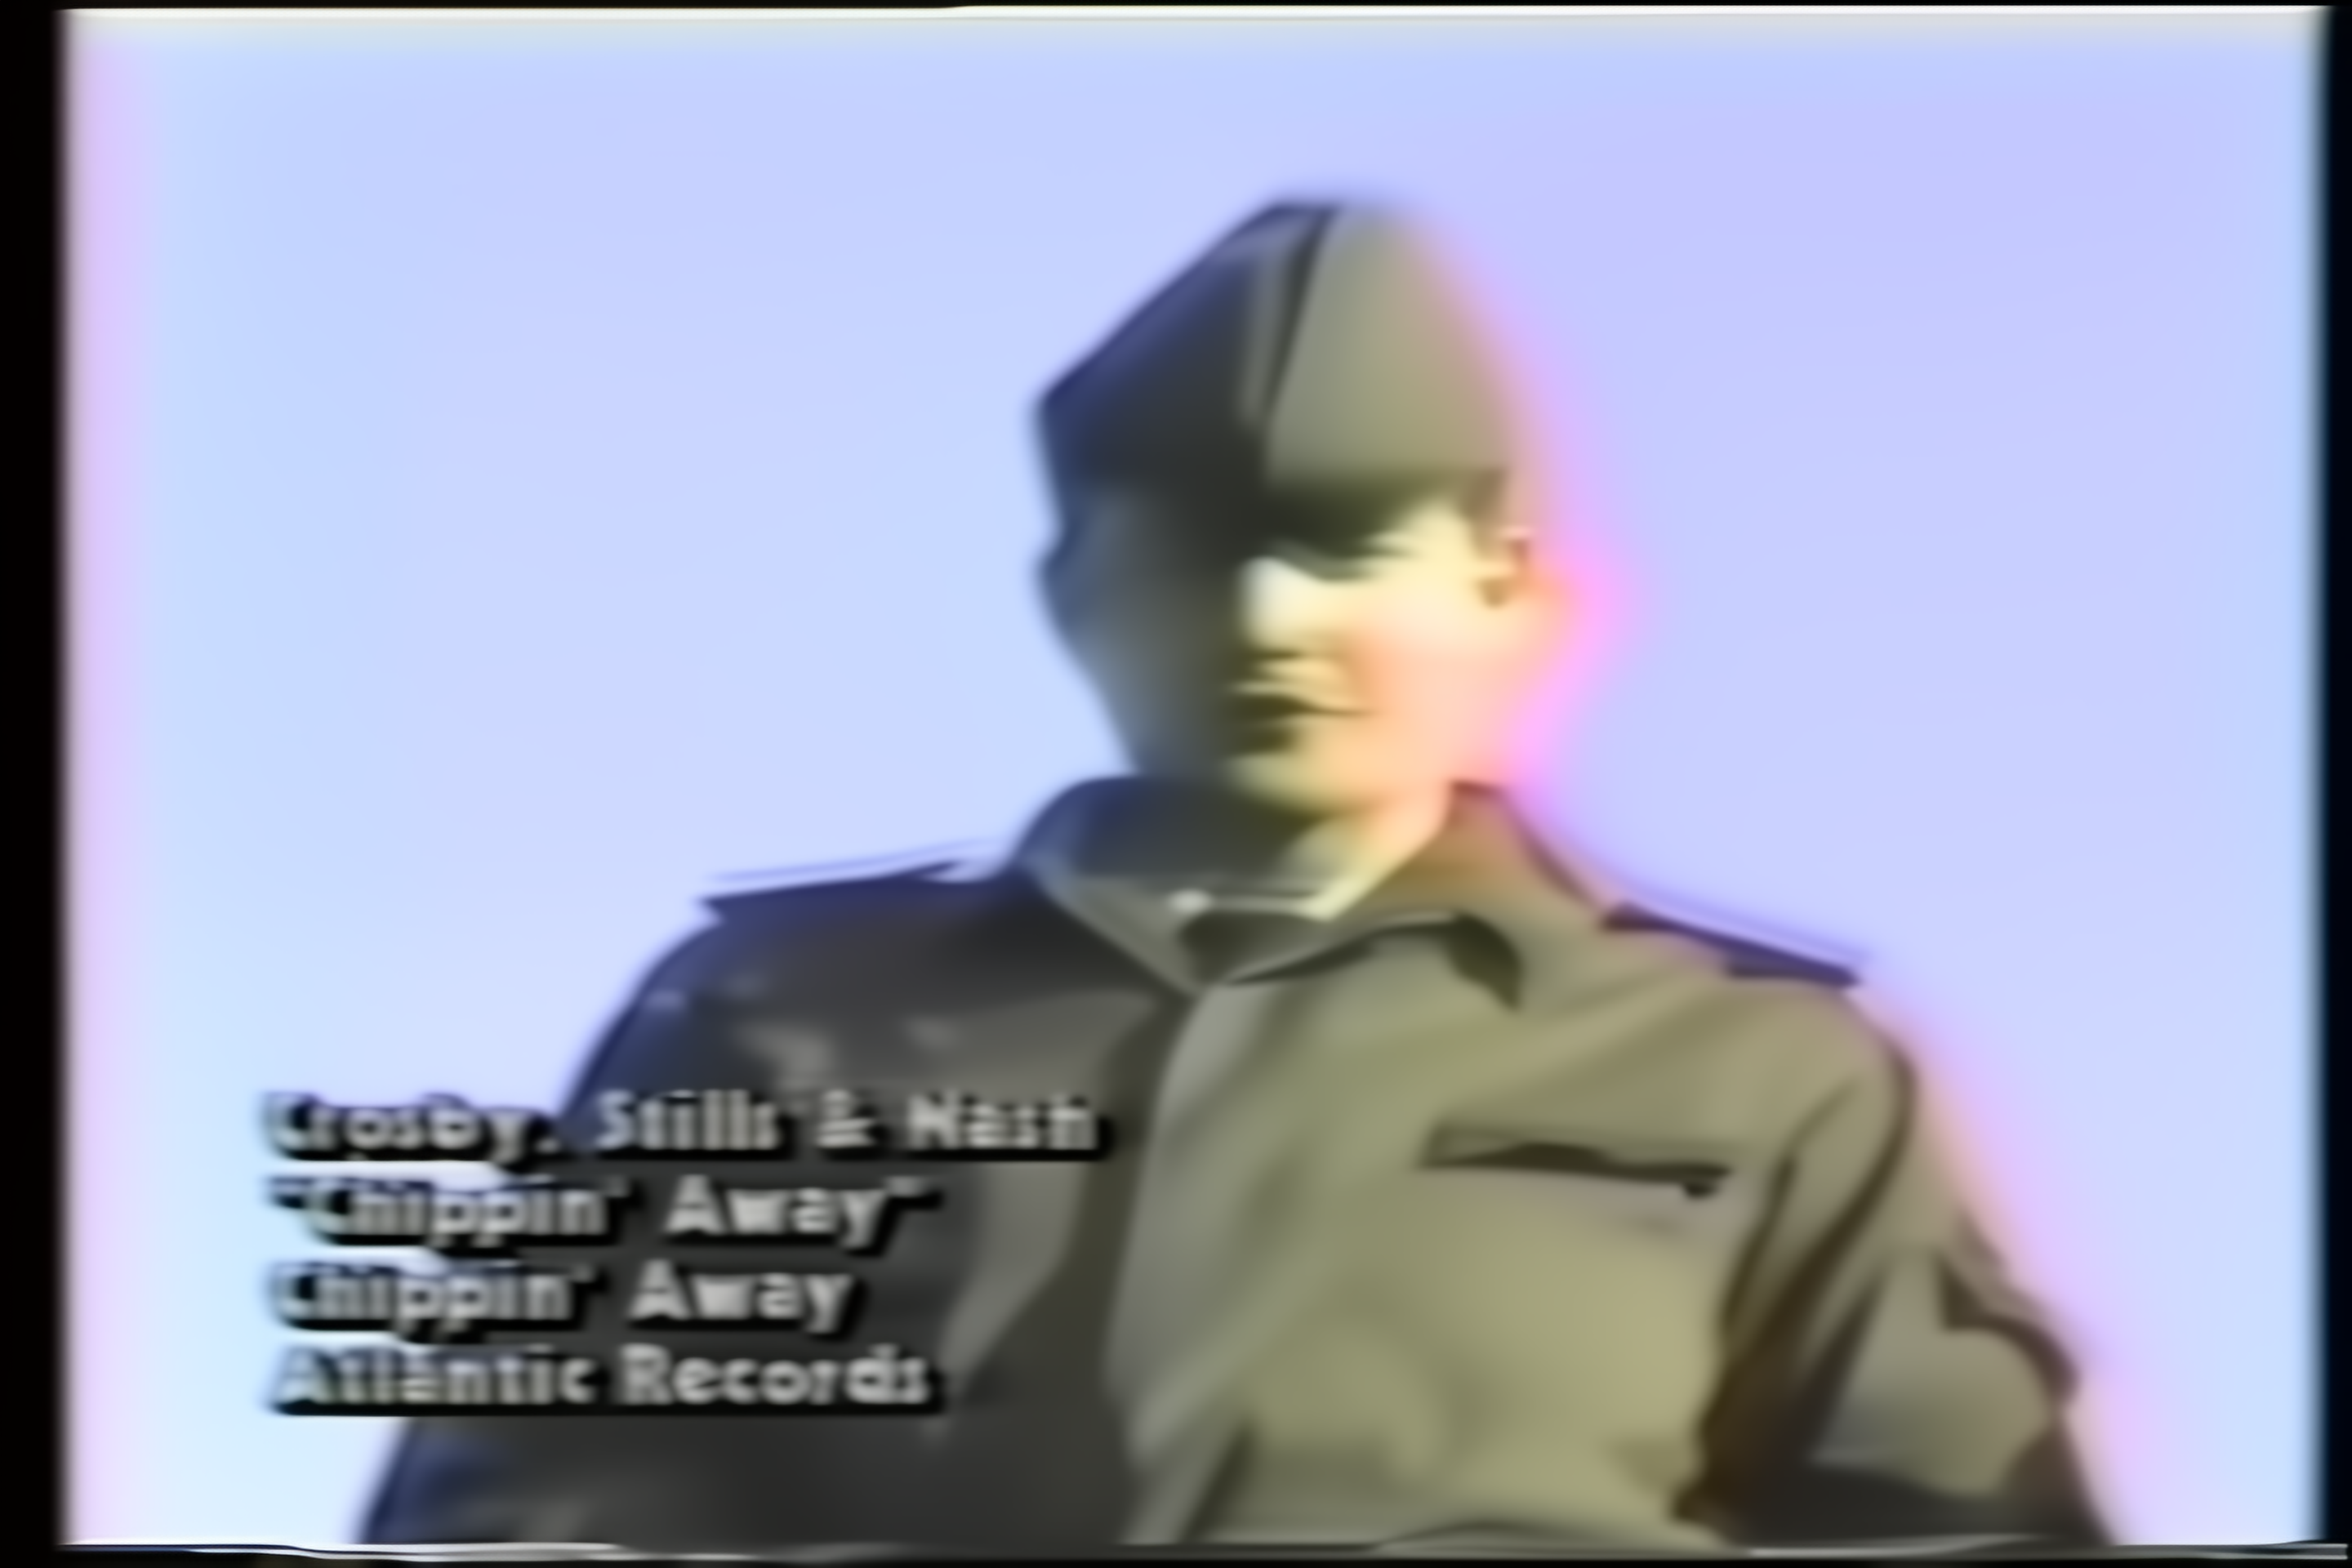 Crosby, Stills & Nash
"Chippin' Away"
Chippin' Away
Atlantic Records